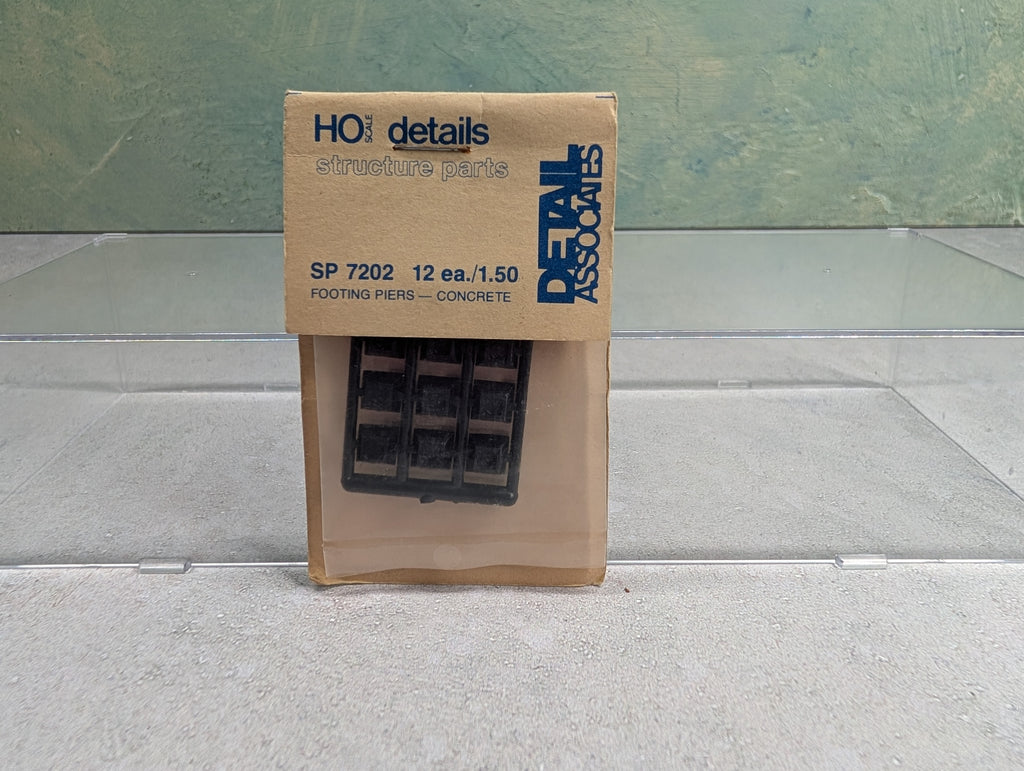 HO SCALE details
structure parts
SP 7202 12 ea./1.50
FOOTING PIERS — CONCRETE
DETAIL
ASSOCIATES